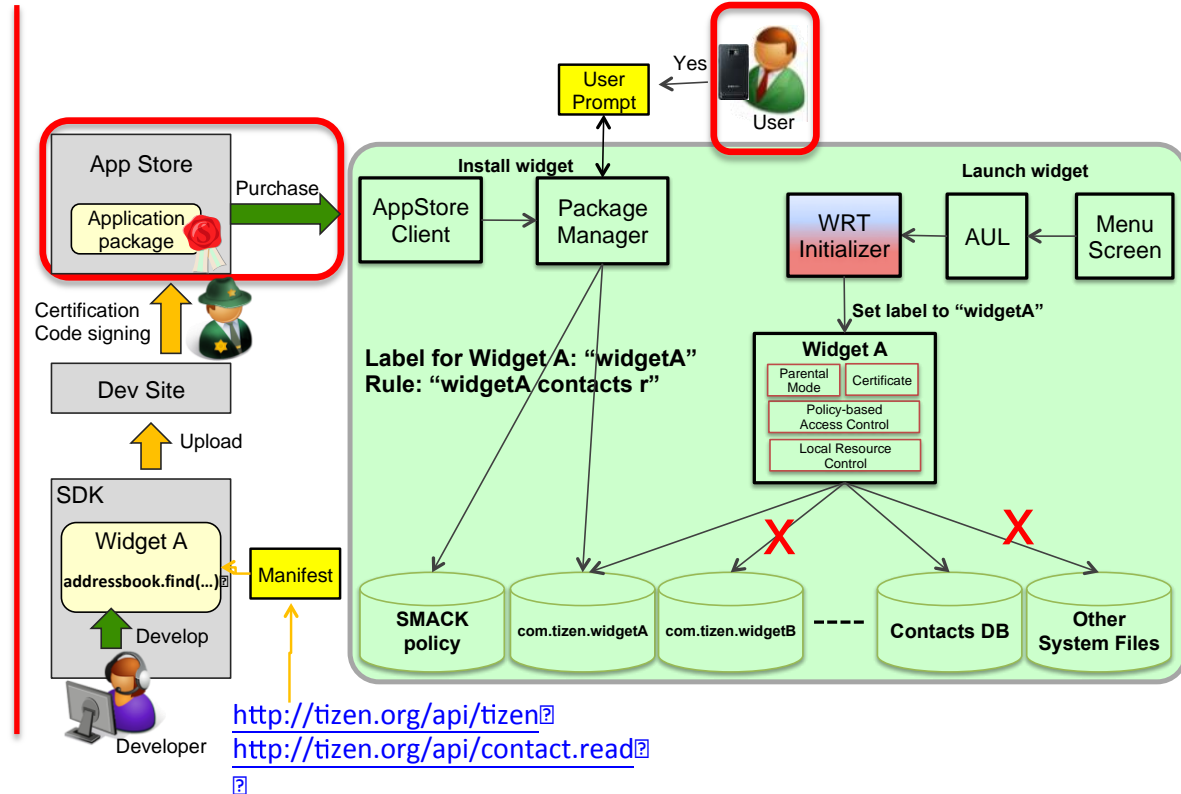 Yes
User
Prompt
User
App Store
Application
package
Purchase
Install widget
AppStore
Client
Package
Manager
Launch widget
WRT
Initializer
AUL
Menu
Screen
Certification
Code signing
Set label to “widgetA”
Label for Widget A: “widgetA”
Rule: “widgetA contacts r”
Widget A
Parental
Mode
Certificate
Policy-based
Access Control
Local Resource
Control
Dev Site
Upload
SDK
Widget A
addressbook.find(...)
Manifest
Develop
Developer
X
X
SMACK
policy
com.tizen.widgetA
com.tizen.widgetB
----
Contacts DB
Other
System Files
http://tizen.org/api/tizen
http://tizen.org/api/contact.read